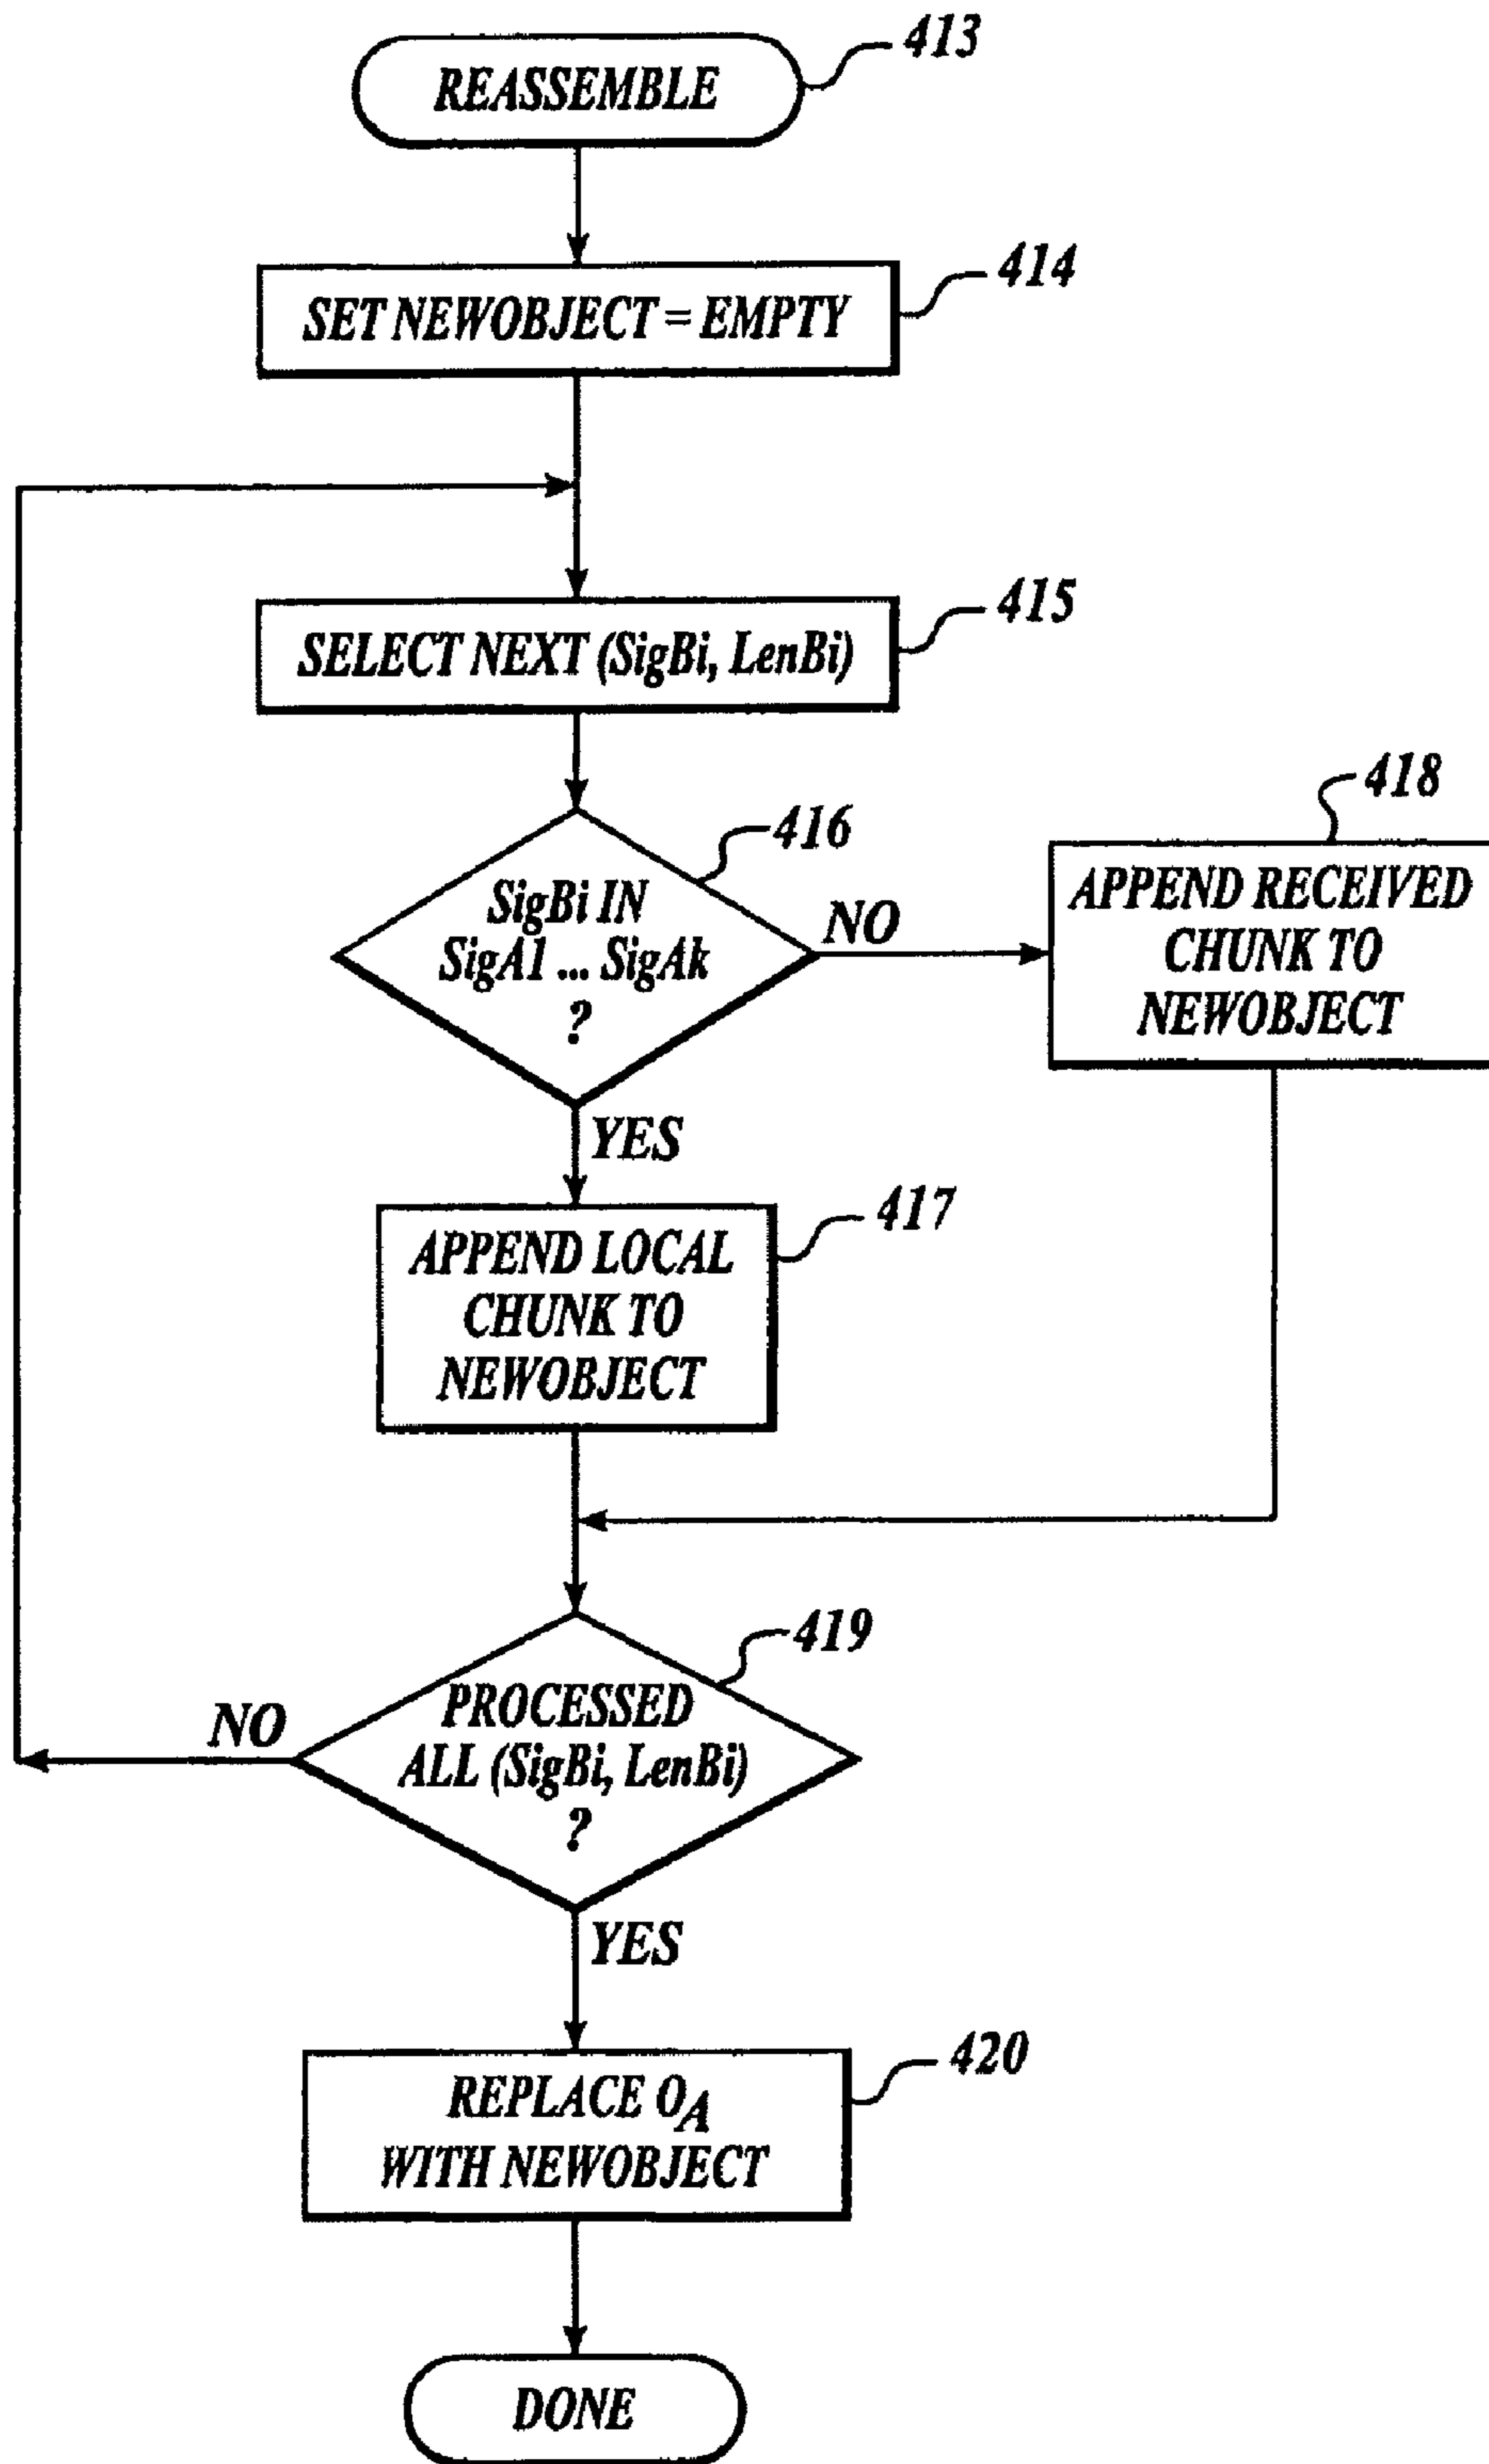 REASSEMBLE
413
SET NEWOBJECT = EMPTY
414
SELECT NEXT (SigBi, LenBi)
415
SigBi IN
SigA1 ... SigAk
?
416
NO
APPEND RECEIVED
CHUNK TO
NEWOBJECT
418
YES
APPEND LOCAL
CHUNK TO
NEWOBJECT
417
PROCESSED
ALL (SigBi, LenBi)
?
419
NO
YES
REPLACE OA
WITH NEWOBJECT
420
DONE